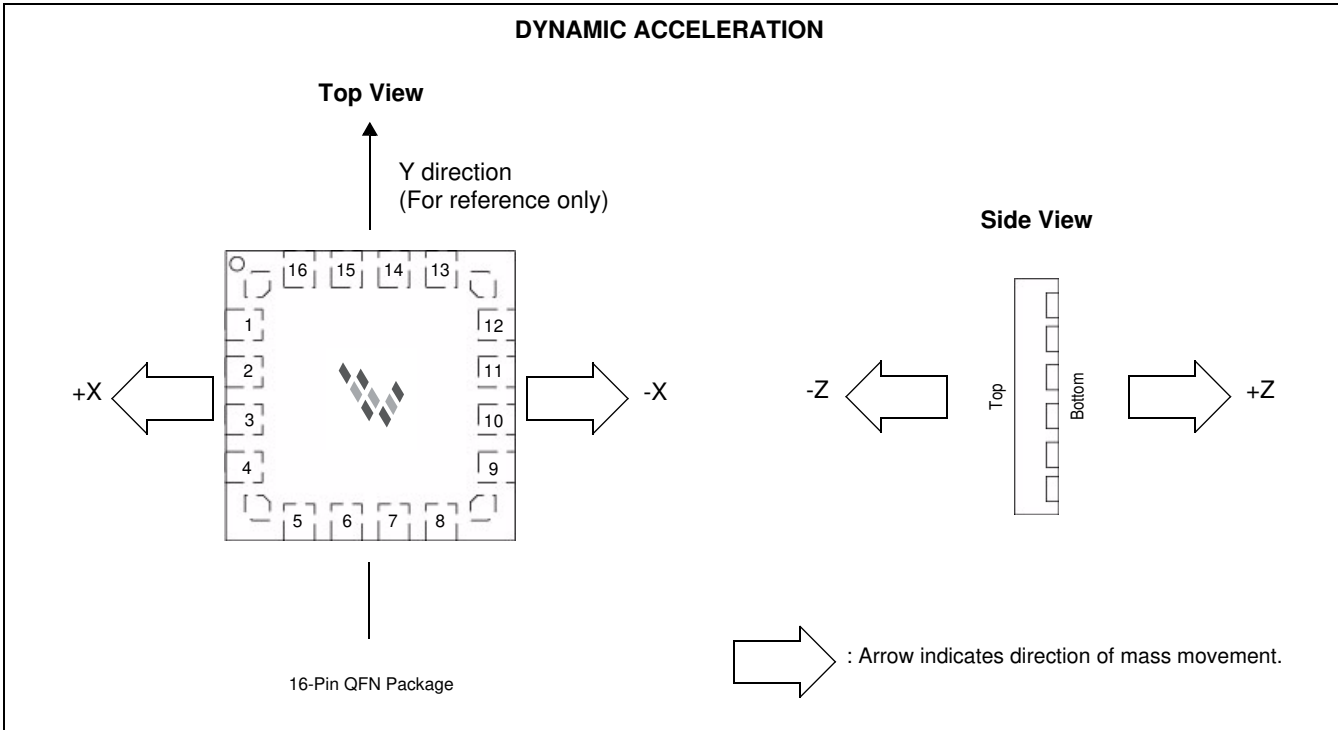 DYNAMIC ACCELERATION
Top View
Y direction
(For reference only)
16 15 14 13
1
2
3
4
12
11
10
9
5 6 7 8
+X
-X
16-Pin QFN Package
Side View
-Z
Top
Bottom
+Z
: Arrow indicates direction of mass movement.